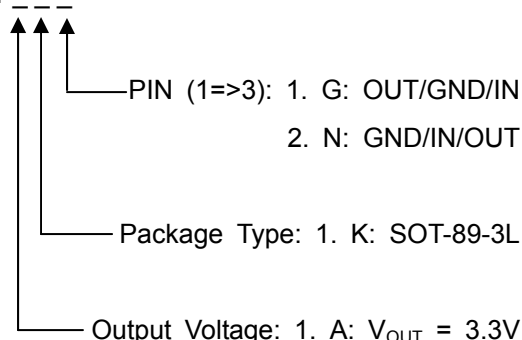 _ _ _
PIN (1=>3): 1. G: OUT/GND/IN
2. N: GND/IN/OUT
Package Type: 1. K: SOT-89-3L
Output Voltage: 1. A: VOUT = 3.3V